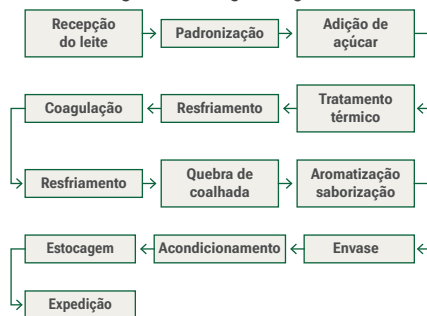 Recepção
do leite
Padronização
Adição de
açúcar
Tratamento
térmico
Resfriamento
Coagulação
Resfriamento
Quebra de
coalhada
Aromatização
saborização
Envase
Acondicionamento
Estocagem
Expedição